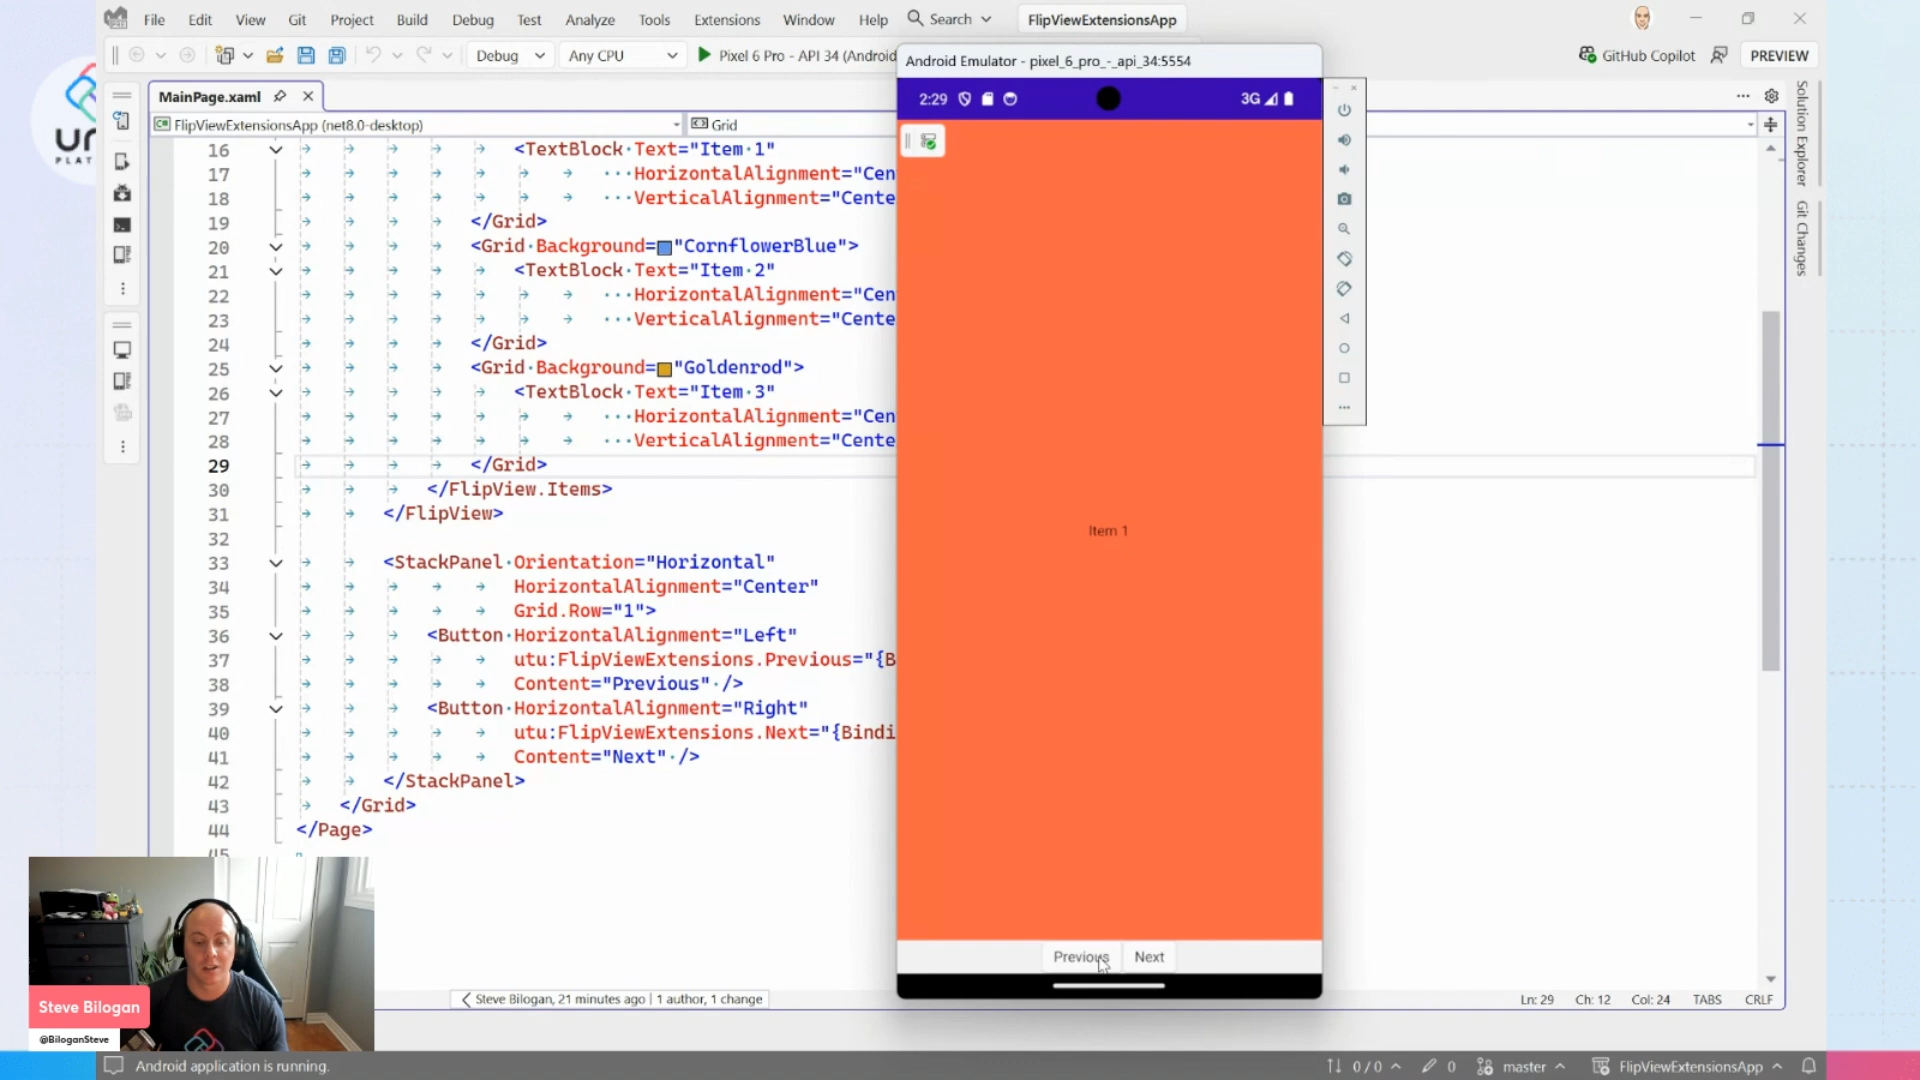 File Edit View Git Project Build Debug Test Analyze Tools Extensions Window Help Search FlipViewExtensionsApp
Debug Any CPU Pixel 6 Pro - API 34 (Android
GitHub Copilot PREVIEW
Android Emulator - pixel_6_pro_-_api_34:5554
MainPage.xaml
2:29 3G
FlipViewExtensionsApp (net8.0-desktop) Grid
PLAT
16 <TextBlock Text="Item 1"
17 HorizontalAlignment="Cen
18 VerticalAlignment="Cente
19 </Grid>
20 <Grid Background="CornflowerBlue">
21 <TextBlock Text="Item 2"
22 HorizontalAlignment="Cen
23 VerticalAlignment="Cente
24 </Grid>
25 <Grid Background="Goldenrod">
26 <TextBlock Text="Item 3"
27 HorizontalAlignment="Cen
28 VerticalAlignment="Cente
29 </Grid>
30 </FlipView.Items>
31 </FlipView>
32
33 <StackPanel Orientation="Horizontal"
34 HorizontalAlignment="Center"
35 Grid.Row="1">
36 <Button HorizontalAlignment="Left"
37 utu:FlipViewExtensions.Previous="{B
38 Content="Previous" />
39 <Button HorizontalAlignment="Right"
40 utu:FlipViewExtensions.Next="{Bindi
41 Content="Next" />
42 </StackPanel>
43 </Grid>
44 </Page>
Item 1
Previous Next
Solution Explorer
Git Changes
Steve Bilogan, 21 minutes ago | 1 author, 1 change
Ln: 29 Ch: 12 Col: 24 TABS CRLF
Steve Bilogan
@BiloganSteve
Android application is running.
0 / 0 0 master FlipViewExtensionsApp